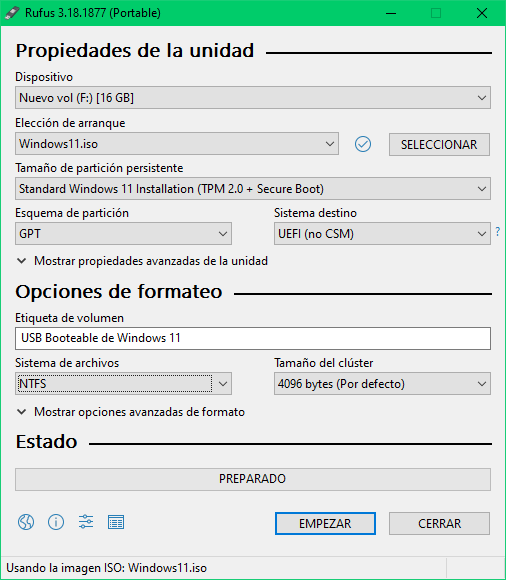 Rufus 3.18.1877 (Portable)
Propiedades de la unidad
Dispositivo
Nuevo vol (F:) [16 GB]
Elección de arranque
Windows11.iso
SELECCIONAR
Tamaño de partición persistente
Standard Windows 11 Installation (TPM 2.0 + Secure Boot)
Esquema de partición
Sistema destino
GPT
UEFI (no CSM)
?
Mostrar propiedades avanzadas de la unidad
Opciones de formateo
Etiqueta de volumen
USB Booteable de Windows 11
Sistema de archivos
Tamaño del clúster
NTFS
4096 bytes (Por defecto)
Mostrar opciones avanzadas de formato
Estado
PREPARADO
EMPEZAR
CERRAR
Usando la imagen ISO: Windows11.iso